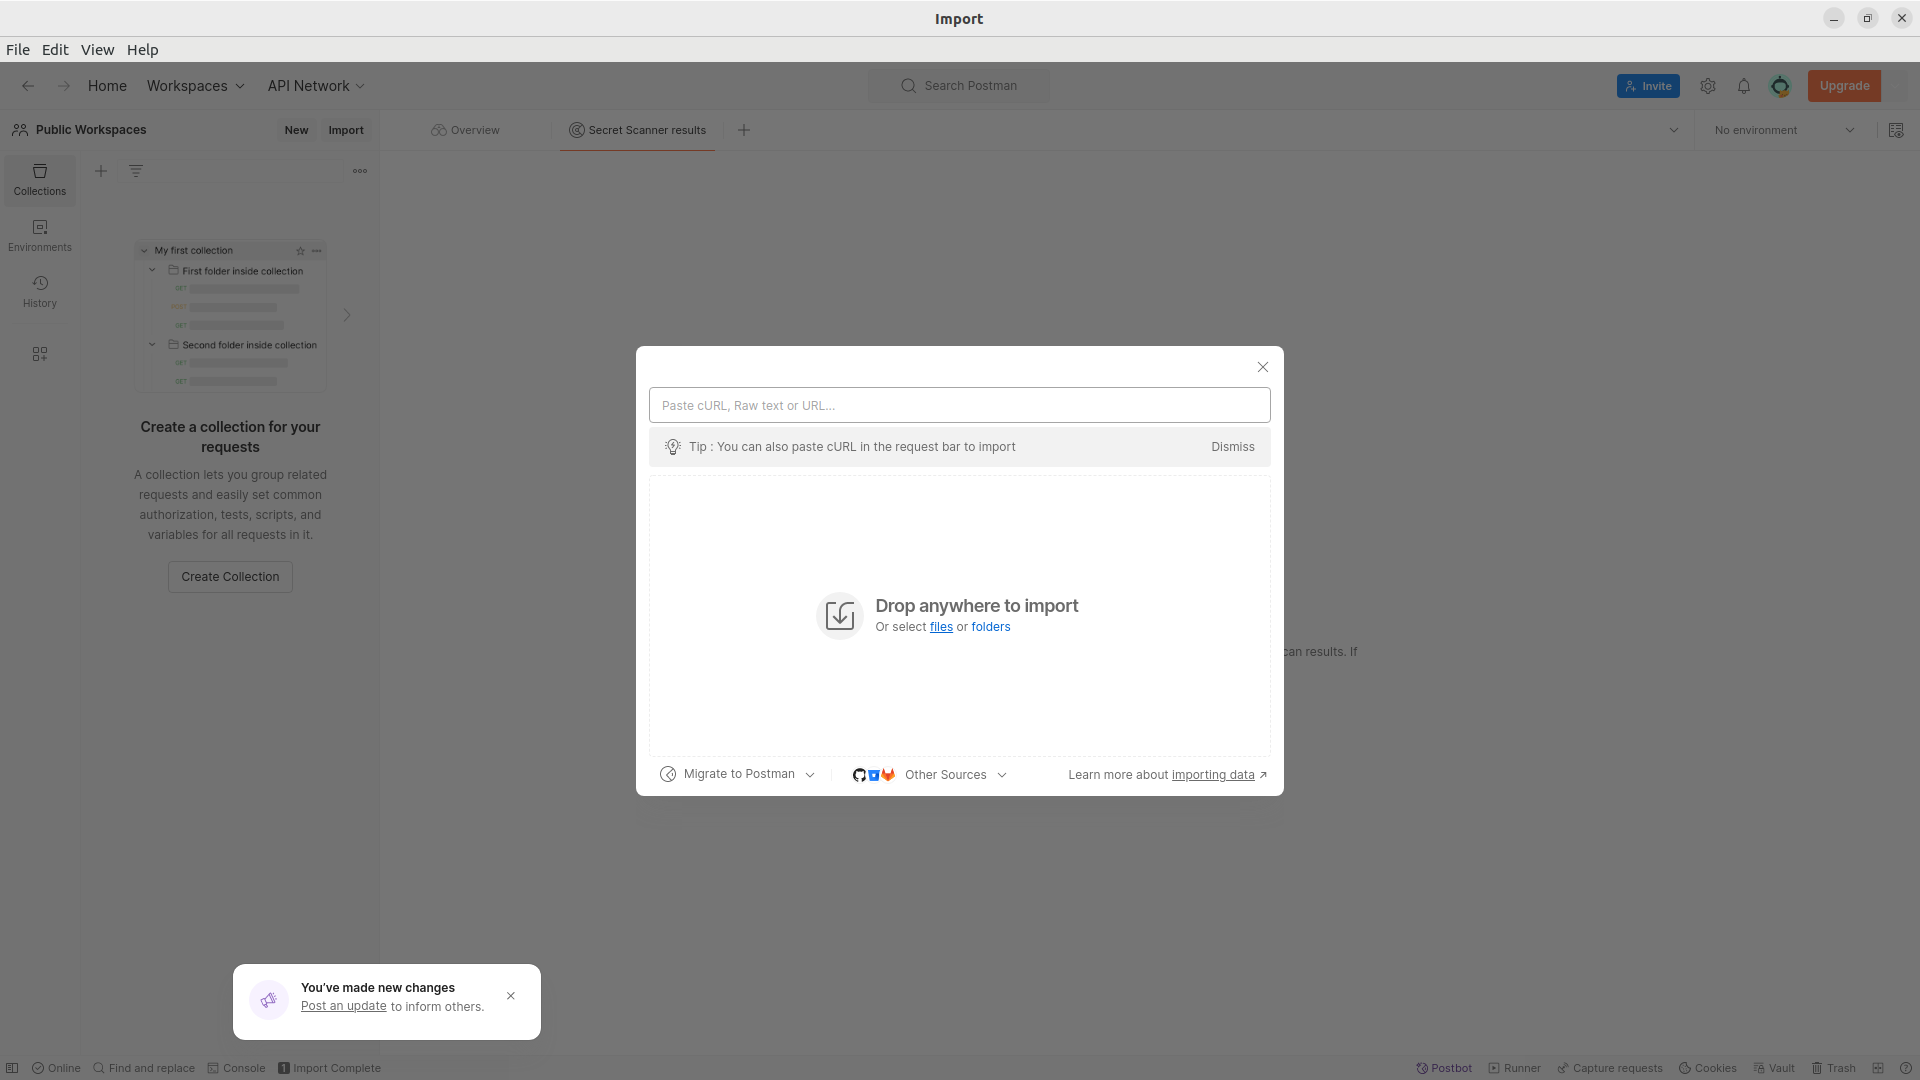 Import
File Edit View Help
Home Workspaces API Network Search Postman Invite Upgrade
Public Workspaces New Import Overview Secret Scanner results No environment
Collections
Environments
History
My first collection
First folder inside collection
GET
POST
GET
Second folder inside collection
GET
GET
Create a collection for your
requests
A collection lets you group related
requests and easily set common
authorization, tests, scripts, and
variables for all requests in it.
Create Collection
Paste cURL, Raw text or URL...
Tip : You can also paste cURL in the request bar to import Dismiss
Drop anywhere to import
Or select files or folders
can results. If
Migrate to Postman Other Sources Learn more about importing data
You've made new changes
Post an update to inform others.
Online Find and replace Console 1 Import Complete Postbot Runner Capture requests Cookies Vault Trash